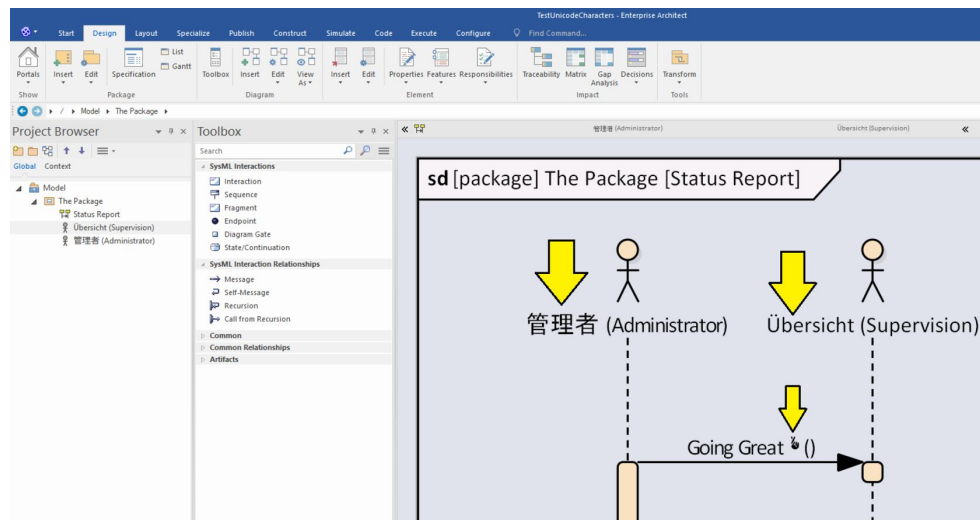 TestUnicodeCharacters - Enterprise Architect
Start Design Layout Specialize Publish Construct Simulate Code Execute Configure Find Command...
List
Gantt
Portals Insert Edit Specification Toolbox Insert Edit View As Insert Edit Properties Features Responsibilities Traceability Matrix Gap Analysis Decisions Transform
Show Package Diagram Element Impact Tools
/ Model The Package
Project Browser
Global Context
Model
The Package
Status Report
Übersicht (Supervision)
管理者 (Administrator)
Toolbox
Search
SysML Interactions
Interaction
Sequence
Fragment
Endpoint
Diagram Gate
State/Continuation
SysML Interaction Relationships
Message
Self-Message
Recursion
Call from Recursion
Common
Common Relationships
Artifacts
管理者 (Administrator) Übersicht (Supervision)
sd [package] The Package [Status Report]
管理者 (Administrator) Übersicht (Supervision)
Going Great ()